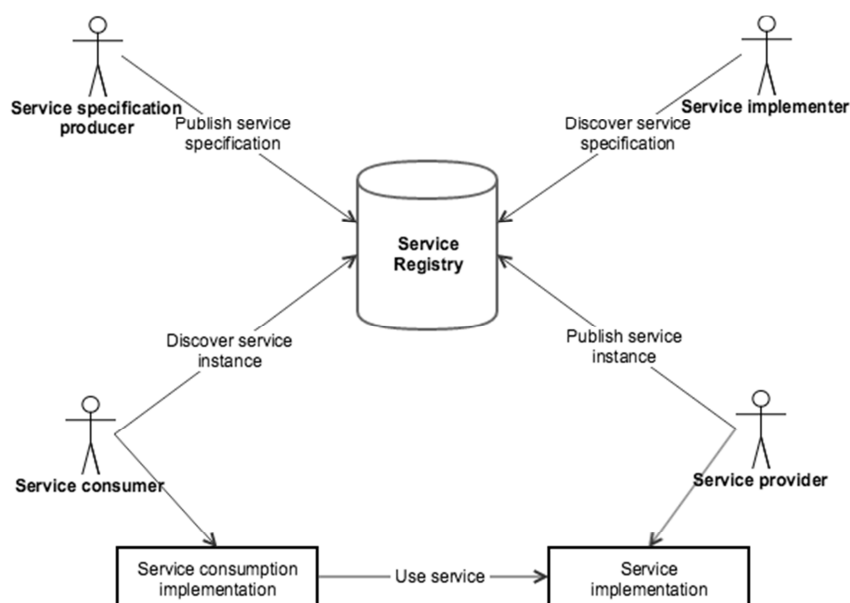 Service specification
producer
Service implementer
Publish service
specification
Discover service
specification
Service
Registry
Discover service
instance
Publish service
instance
Service consumer
Service provider
Service consumption
implementation
Use service
Service
implementation